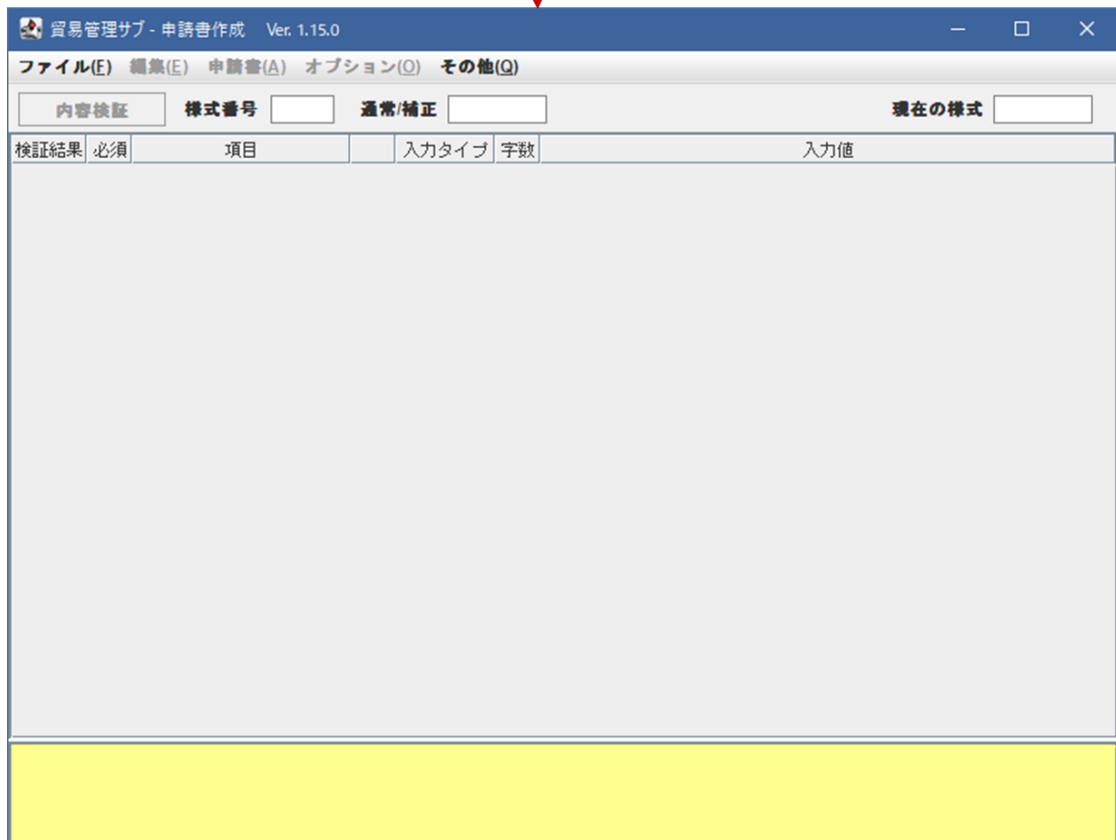 貿易管理サブ - 申請書作成 Ver. 1.15.0
ファイル(F) 編集(E) 申請書(A) オプション(O) その他(Q)
内容検証 様式番号 通常/補正 現在の様式
検証結果 必須 項目 入力タイプ 字数 入力値